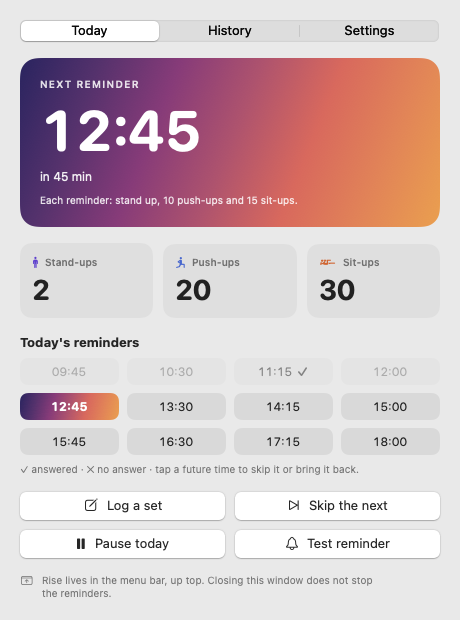 Today
History
Settings
NEXT REMINDER
12:45
in 45 min
Each reminder: stand up, 10 push-ups and 15 sit-ups.
Stand-ups
2
Push-ups
20
Sit-ups
30
Today's reminders
09:45
10:30
11:15 ✓
12:00
12:45
13:30
14:15
15:00
15:45
16:30
17:15
18:00
✓ answered · ✕ no answer · tap a future time to skip it or bring it back.
Log a set
Skip the next
Pause today
Test reminder
Rise lives in the menu bar, up top. Closing this window does not stop
the reminders.